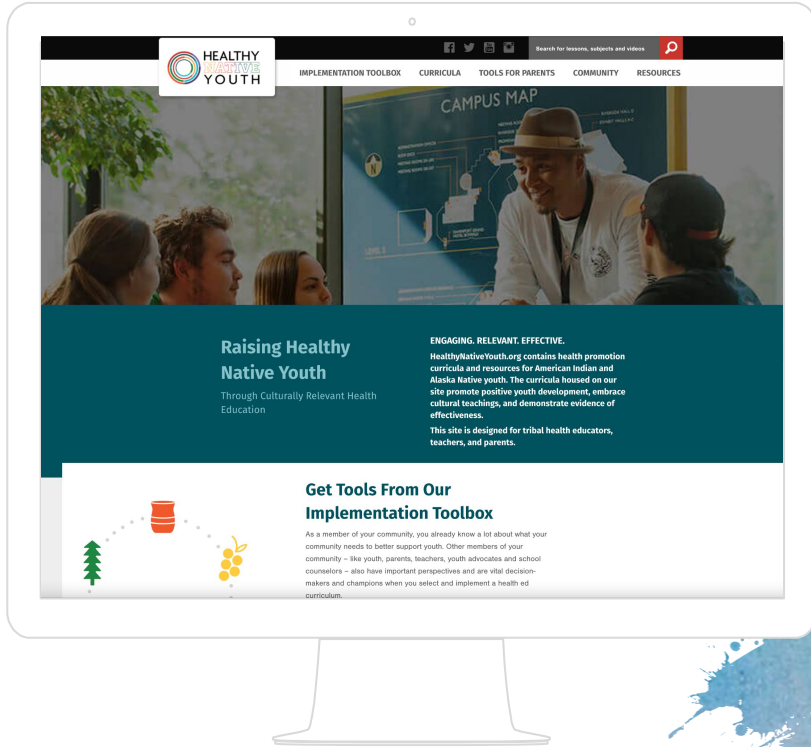 HEALTHY
NATIVE
YOUTH
Search for lessons, subjects and videos
IMPLEMENTATION TOOLBOX CURRICULA TOOLS FOR PARENTS COMMUNITY RESOURCES
CAMPUS MAP
LEVEL 3
N
Raising Healthy
Native Youth
Through Culturally Relevant Health
Education
ENGAGING. RELEVANT. EFFECTIVE.
HealthyNativeYouth.org contains health promotion
curricula and resources for American Indian and
Alaska Native youth. The curricula housed on our
site promote positive youth development, embrace
cultural teachings, and demonstrate evidence of
effectiveness.
This site is designed for tribal health educators,
teachers, and parents.
Get Tools From Our
Implementation Toolbox
As a member of your community, you already know a lot about what your
community needs to better support youth. Other members of your
community – like youth, parents, teachers, youth advocates and school
counselors – also have important perspectives and are vital decision-
makers and champions when you select and implement a health ed
curriculum.